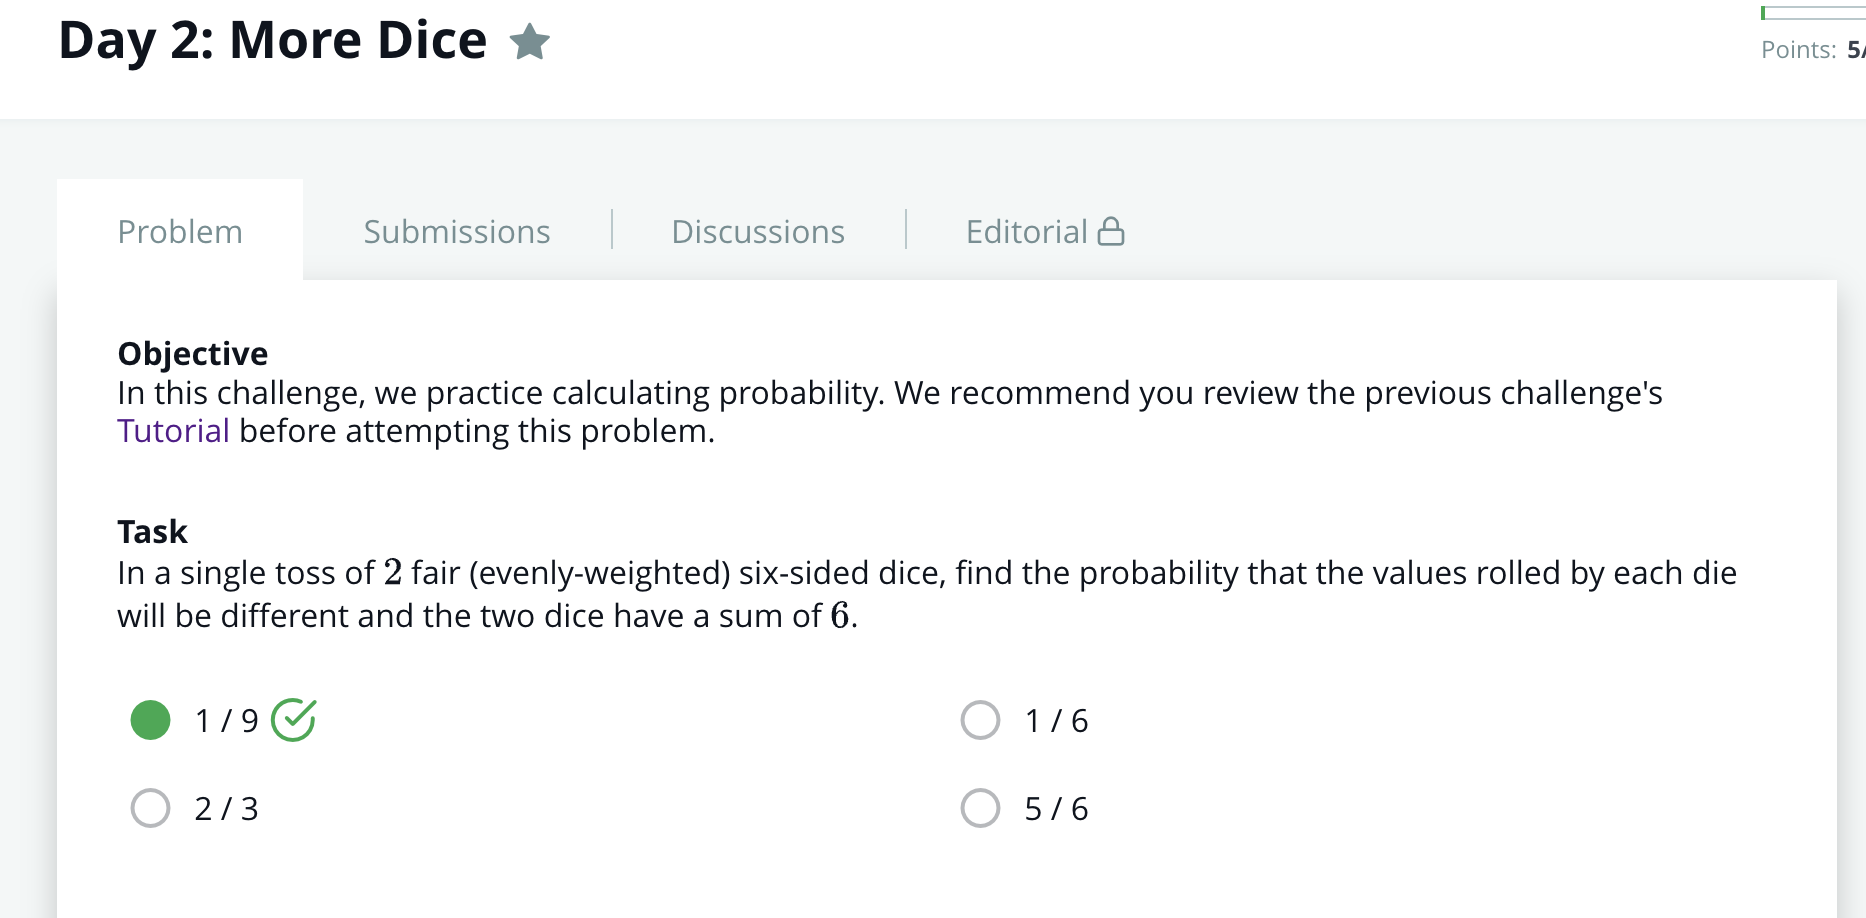 Day 2: More Dice
Points: 5/
Problem
Submissions
Discussions
Editorial
Objective
In this challenge, we practice calculating probability. We recommend you review the previous challenge's
Tutorial before attempting this problem.
Task
In a single toss of 2 fair (evenly-weighted) six-sided dice, find the probability that the values rolled by each die
will be different and the two dice have a sum of 6.
1 / 9
1 / 6
2 / 3
5 / 6